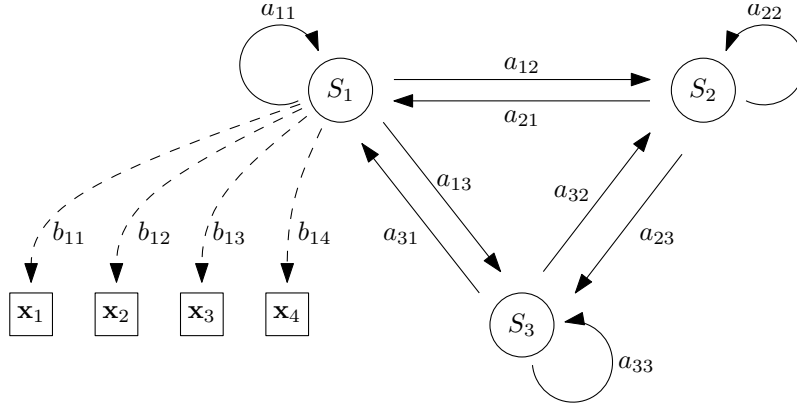 a₁₁
a₂₂
S₁
a₁₂
S₂
a₂₁
a₁₃
a₃₂
b₁₁ b₁₂ b₁₃ b₁₄ a₃₁ a₂₃
x₁ x₂ x₃ x₄
S₃
a₃₃